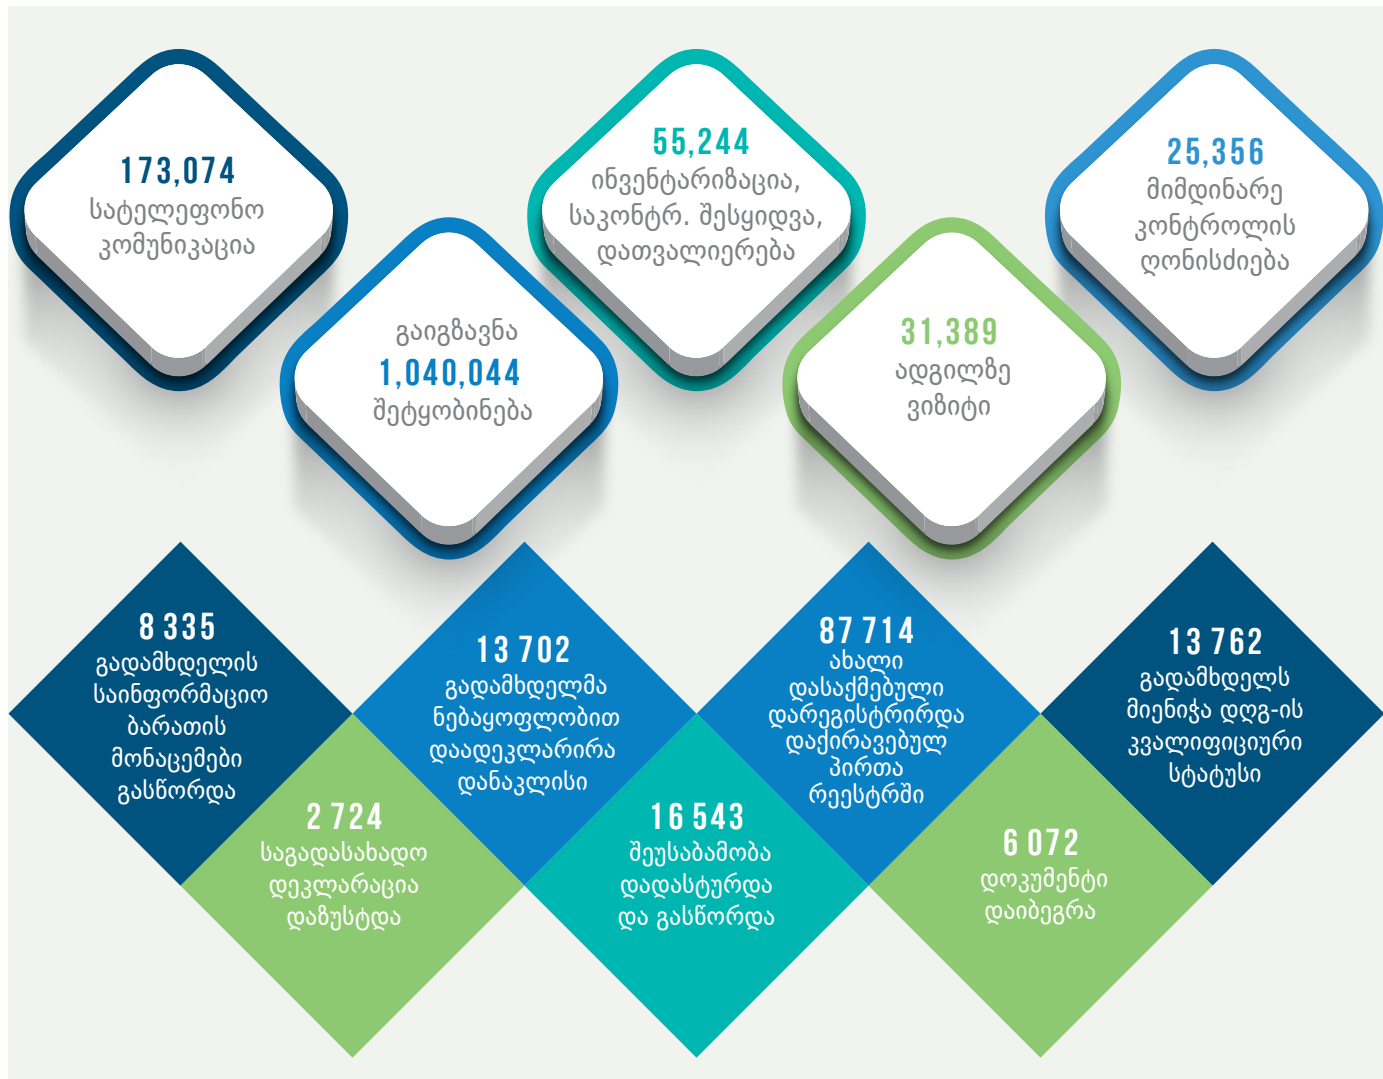 173,074
სატელეფონო
კომუნიკაცია
გაიგზავნა
1,040,044
შეტყობინება
55,244
ინვენტარიზაცია,
საკონტრ. შესყიდვა,
დათვალიერება
31,389
ადგილზე
ვიზიტი
25,356
მიმდინარე
კონტროლის
ღონისძიება
8 335
გადამხდელის
საინფორმაციო
ბარათის
მონაცემები
გასწორდა
2 724
საგადასახადო
დეკლარაცია
დაზუსტდა
13 702
გადამხდელმა
ნებაყოფლობით
დაადეკლარირა
დანაკლისი
16 543
შეუსაბამობა
დადასტურდა
და გასწორდა
87 714
ახალი
დასაქმებული
დარეგისტრირდა
დაქირავებულ
პირთა
რეესტრში
6 072
დოკუმენტი
დაიბეგრა
13 762
გადამხდელს
მიენიჭა დღგ-ის
კვალიფიციური
სტატუსი